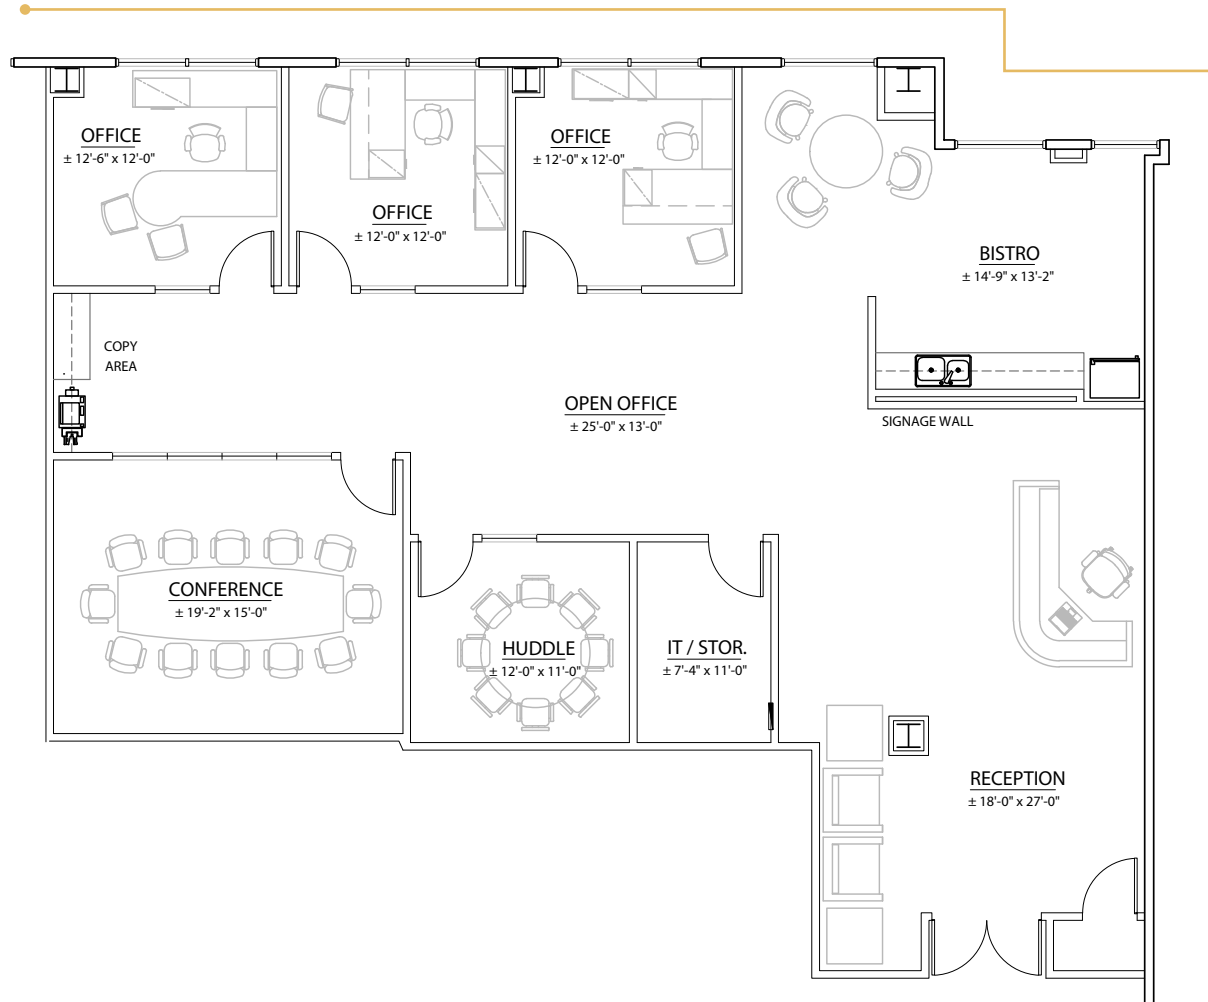 OFFICE
± 12'-6" x 12'-0"
OFFICE
± 12'-0" x 12'-0"
OFFICE
± 12'-0" x 12'-0"
BISTRO
± 14'-9" x 13'-2"
COPY
AREA
OPEN OFFICE
± 25'-0" x 13'-0"
SIGNAGE WALL
CONFERENCE
± 19'-2" x 15'-0"
HUDDLE
± 12'-0" x 11'-0"
IT / STOR.
± 7'-4" x 11'-0"
RECEPTION
± 18'-0" x 27'-0"